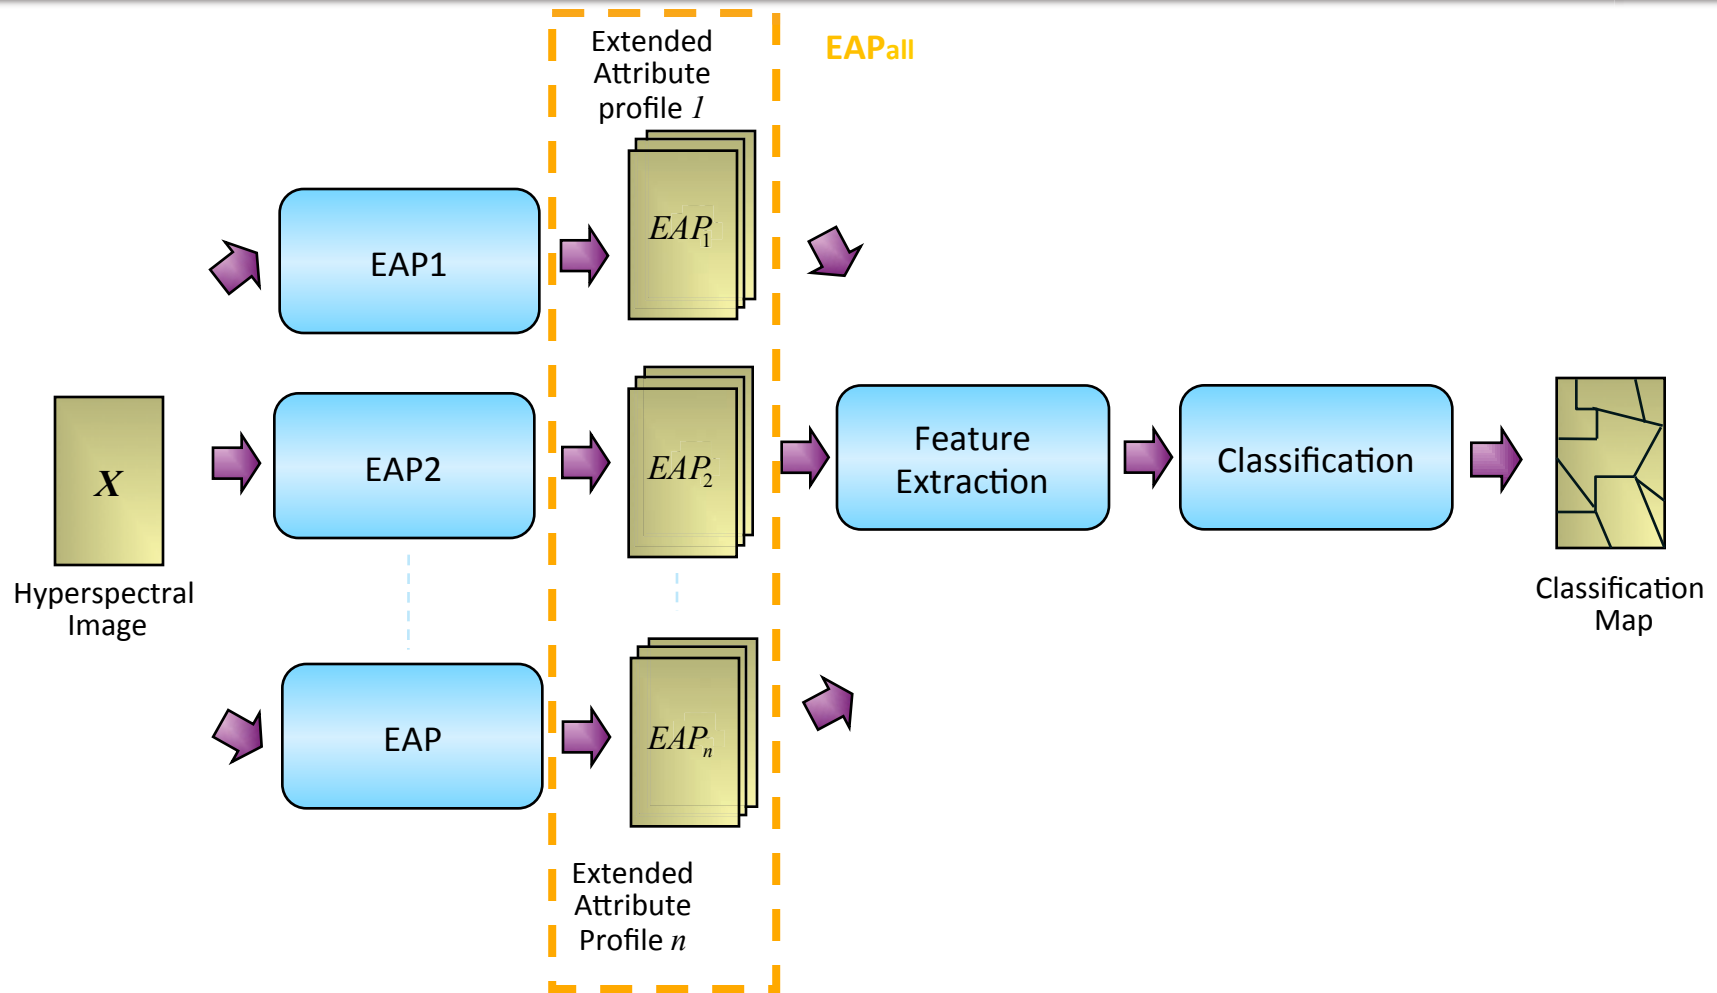 Extended
Attribute
profile 1
EAPall
EAP1
EAP₁
X
Hyperspectral
Image
EAP2
EAP₂
Feature
Extraction
Classification
Classification
Map
EAP
EAPₙ
Extended
Attribute
Profile n